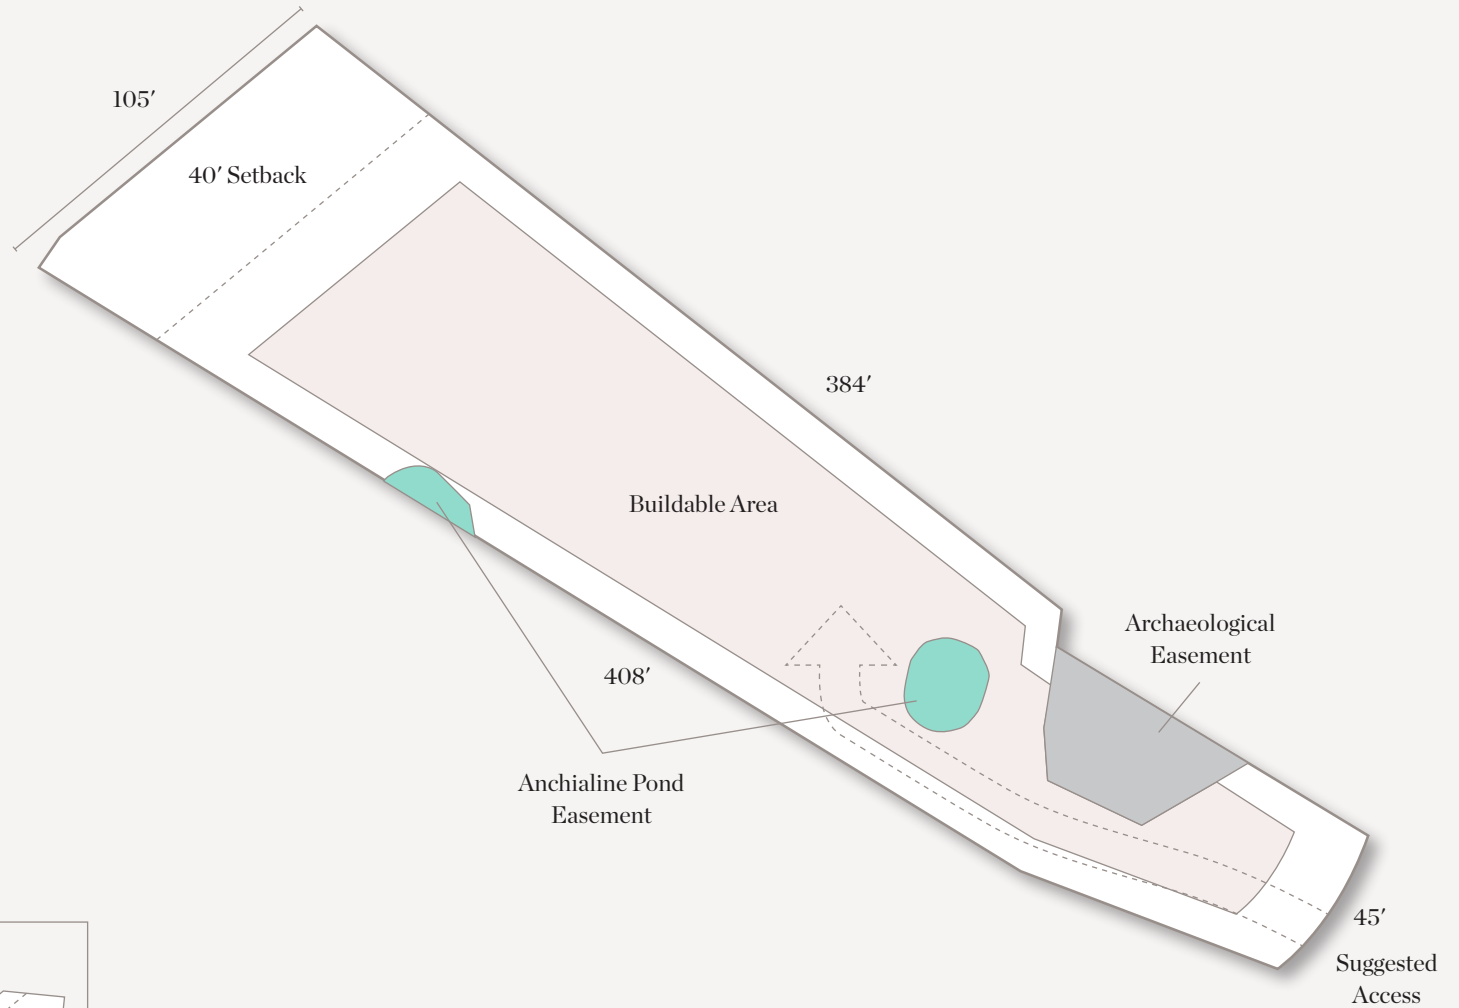 105′
40′ Setback
384′
Buildable Area
Archaeological
Easement
408′
Anchialine Pond
Easement
45′
Suggested
Access